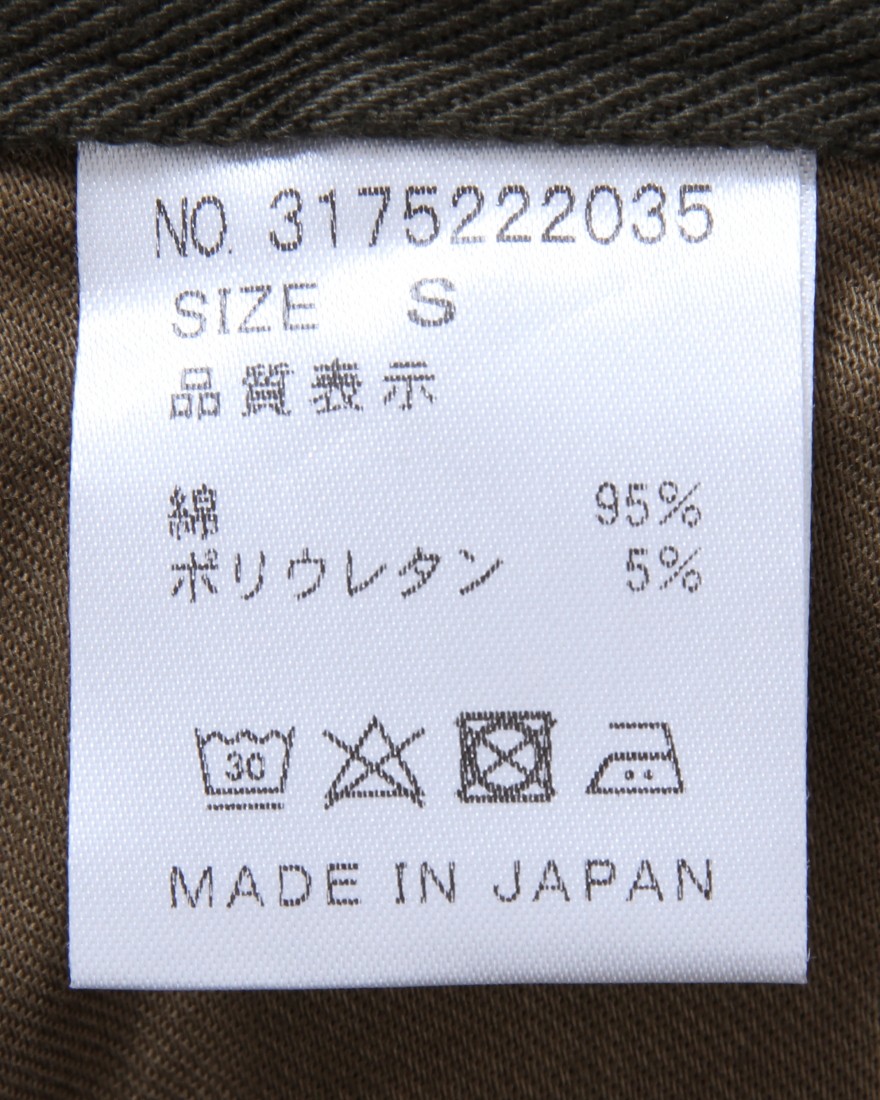 NO. 3175222035
SIZE S
品質表示
綿 95%
ポリウレタン 5%
30
MADE IN JAPAN